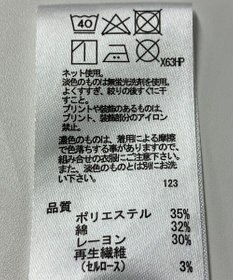 40
X63HP
ネット使用。
淡色のものは無蛍光洗剤を使用。
よくすすぎ、絞りの後すぐに干
すこと。
プリントや装飾のあるものは、
プリント、装飾部分のアイロン
禁止。
濃色のものは、着用による摩擦
で色落ちする事がありますので、
組み合せの衣服にご注意下さい。
また、淡色のものとは別にお洗
い下さい。
123
品質
ポリエステル 35%
綿 32%
レーヨン 30%
再生繊維
(セルロース) 3%